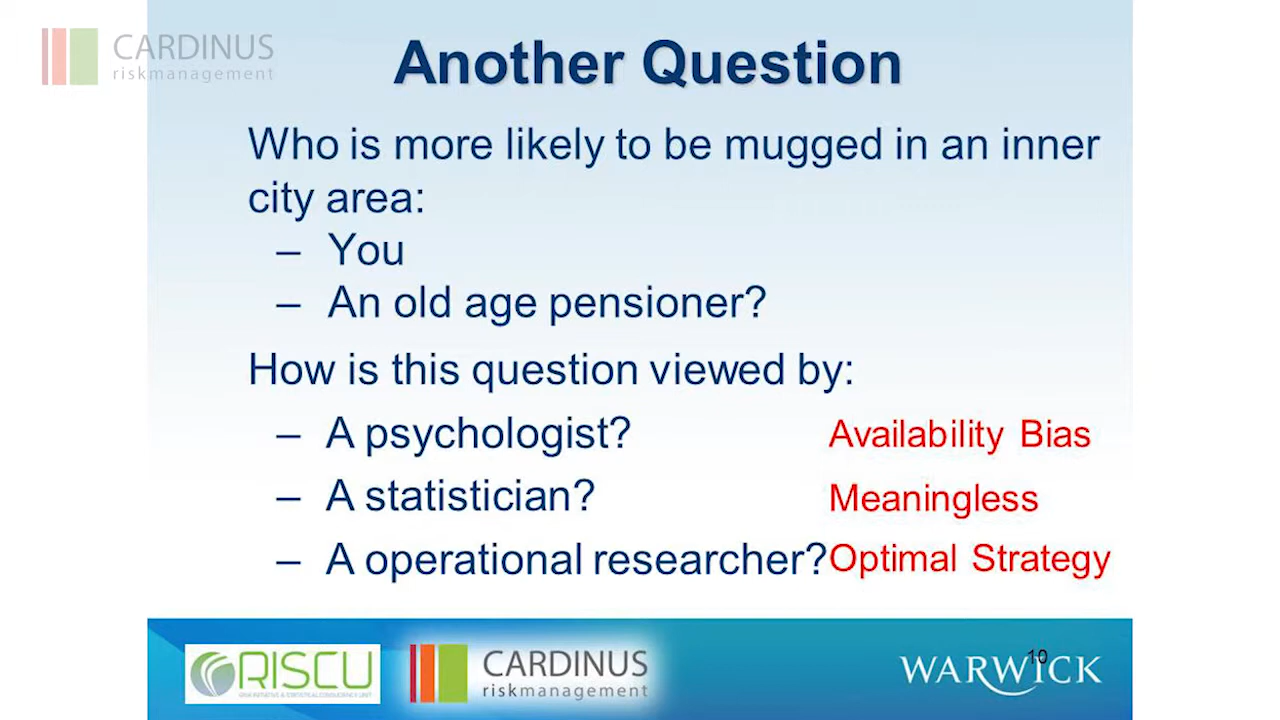 CARDINUS
riskmanagement
Another Question
Who is more likely to be mugged in an inner
city area:
– You
– An old age pensioner?
How is this question viewed by:
– A psychologist? Availability Bias
– A statistician? Meaningless
– A operational researcher? Optimal Strategy
RISCU
CARDINUS
riskmanagement
WARWICK
10